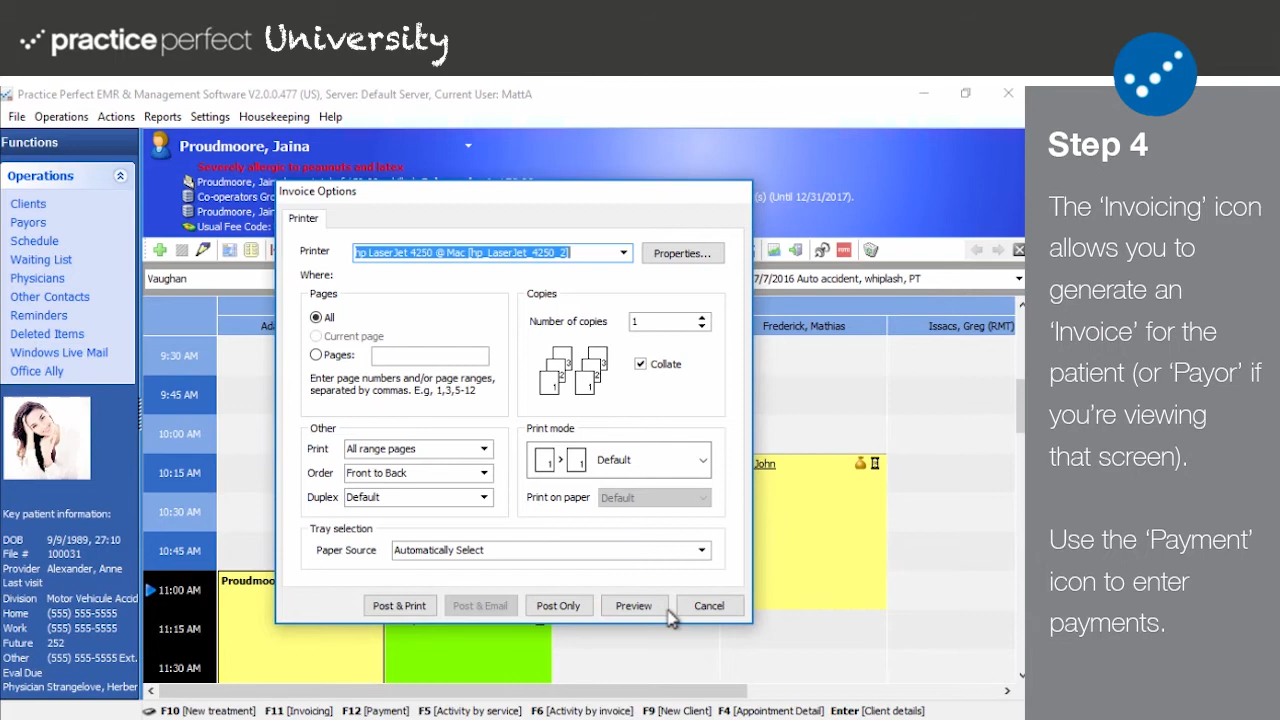 practiceperfect University
Practice Perfect EMR & Management Software V2.0.0.477 (US), Server: Default Server, Current User: MattA
File Operations Actions Reports Settings Housekeeping Help
Functions
Operations
Clients
Payors
Schedule
Waiting List
Physicians
Other Contacts
Reminders
Deleted Items
Windows Live Mail
Office Ally
Key patient information:
DOB 9/9/1989, 27:10
File # 100031
Provider Alexander, Anne
Last visit
Division Motor Vehicule Accid
Home (555) 555-5555
Work (555) 555-5555
Future 252
Other (555) 555-5555 Ext.
Eval Due
Physician Strangelove, Herber
Proudmoore, Jaina
Severely allergic to peanuts and latex
Proudmoore, Jai
Co-operators Gro
(s) (Until 12/31/2017).
Proudmoore, Jai
Usual Fee Code:
Vaughan
7/7/2016 Auto accident, whiplash, PT
Ada
Frederick, Mathias
Issacs, Greg (RMT)
9:30 AM
9:45 AM
10:00 AM
10:15 AM
10:30 AM
10:45 AM
11:00 AM
11:15 AM
11:30 AM
John
Proudmoo
Invoice Options
Printer
Printer hp LaserJet 4250 @ Mac [hp_LaserJet_4250_2] Properties...
Where:
Pages
All
Current page
Pages:
Enter page numbers and/or page ranges,
separated by commas. E.g, 1,3,5-12
Copies
Number of copies 1
3 3
2 2
1 1
Collate
Other
Print All range pages
Order Front to Back
Duplex Default
Print mode
1 > 1 Default
Print on paper Default
Tray selection
Paper Source Automatically Select
Post & Print Post & Email Post Only Preview Cancel
F10 [New treatment] F11 [Invoicing] F12 [Payment] F5 [Activity by service] F6 [Activity by invoice] F9 [New Client] F4 [Appointment Detail] Enter [Client details]
Step 4
The ‘Invoicing’ icon
allows you to
generate an
‘Invoice’ for the
patient (or ‘Payor’ if
you’re viewing
that screen).
Use the ‘Payment’
icon to enter
payments.